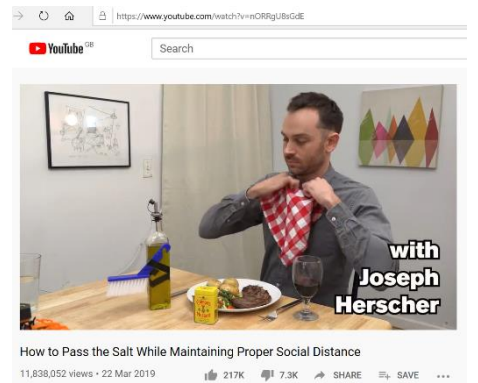 https://www.youtube.com/watch?v=nORRgUBsGdE
YouTube GB
Search
with
Joseph
Herscher
How to Pass the Salt While Maintaining Proper Social Distance
11,838,052 views • 22 Mar 2019
217K
7.3K
SHARE
SAVE